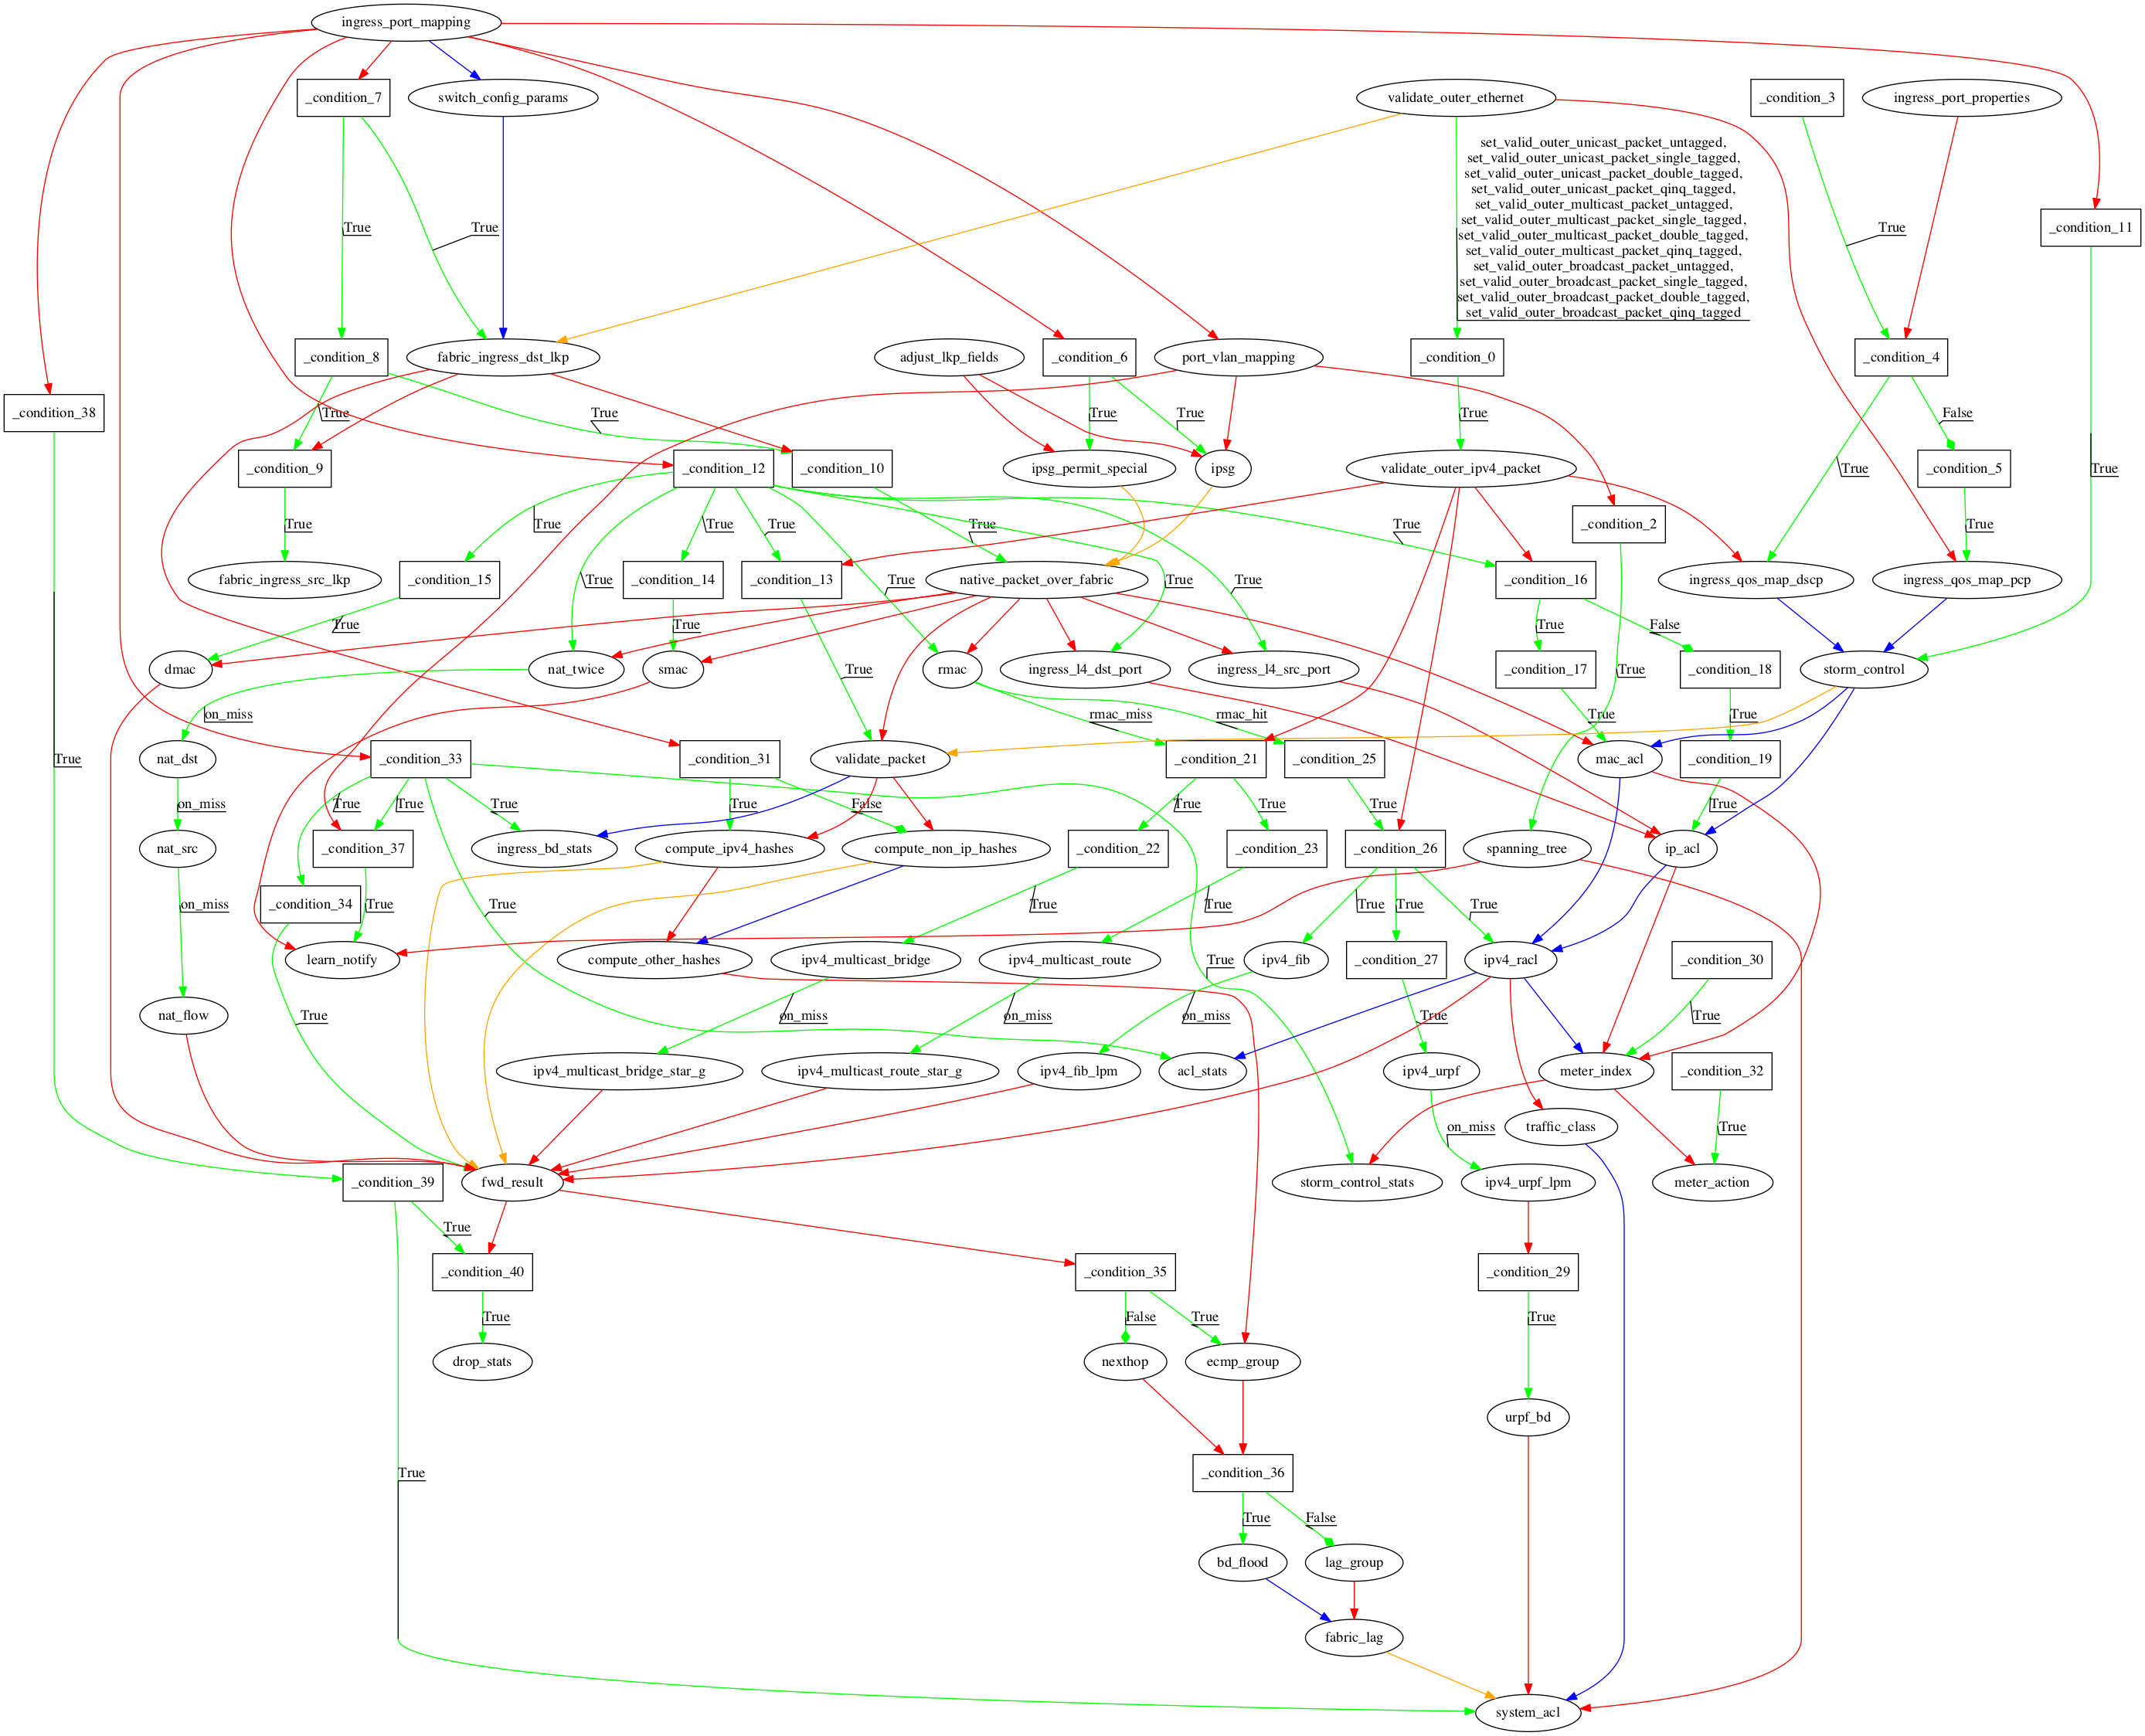 ingress_port_mapping
_condition_7
switch_config_params
validate_outer_ethernet
_condition_3
ingress_port_properties
set_valid_outer_unicast_packet_untagged,
set_valid_outer_unicast_packet_single_tagged,
set_valid_outer_unicast_packet_double_tagged,
set_valid_outer_unicast_packet_qinq_tagged,
set_valid_outer_multicast_packet_untagged,
set_valid_outer_multicast_packet_single_tagged,
set_valid_outer_multicast_packet_double_tagged,
set_valid_outer_multicast_packet_qinq_tagged,
set_valid_outer_broadcast_packet_untagged,
set_valid_outer_broadcast_packet_single_tagged,
set_valid_outer_broadcast_packet_double_tagged,
set_valid_outer_broadcast_packet_qinq_tagged
True
True
True
_condition_11
_condition_8
fabric_ingress_dst_lkp
adjust_lkp_fields
_condition_6
port_vlan_mapping
_condition_0
_condition_4
_condition_38
True
True
True
True
True
False
_condition_9
_condition_12
_condition_10
ipsg_permit_special
ipsg
validate_outer_ipv4_packet
True
_condition_5
True
True
True
True
True
True
True
True
_condition_2
fabric_ingress_src_lkp
_condition_15
_condition_14
_condition_13
native_packet_over_fabric
True
True
True
True
_condition_16
ingress_qos_map_dscp
ingress_qos_map_pcp
True
True
True
False
dmac
nat_twice
smac
True
rmac
ingress_l4_dst_port
ingress_l4_src_port
_condition_17
True
_condition_18
storm_control
on_miss
rmac_miss
rmac_hit
True
True
nat_dst
True
_condition_33
_condition_31
validate_packet
_condition_21
_condition_25
mac_acl
_condition_19
on_miss
True
True
True
True
False
True
True
True
True
nat_src
_condition_37
ingress_bd_stats
compute_ipv4_hashes
compute_non_ip_hashes
_condition_22
_condition_23
_condition_26
spanning_tree
ip_acl
on_miss
_condition_34
True
True
True
True
True
True
True
learn_notify
compute_other_hashes
ipv4_multicast_bridge
ipv4_multicast_route
True
ipv4_fib
_condition_27
ipv4_racl
_condition_30
nat_flow
True
on_miss
on_miss
on_miss
True
True
ipv4_multicast_bridge_star_g
ipv4_multicast_route_star_g
ipv4_fib_lpm
acl_stats
ipv4_urpf
meter_index
_condition_32
on_miss
traffic_class
True
_condition_39
fwd_result
storm_control_stats
ipv4_urpf_lpm
meter_action
True
_condition_40
_condition_35
_condition_29
True
False
True
True
drop_stats
nexthop
ecmp_group
urpf_bd
True
_condition_36
True
False
bd_flood
lag_group
fabric_lag
system_acl